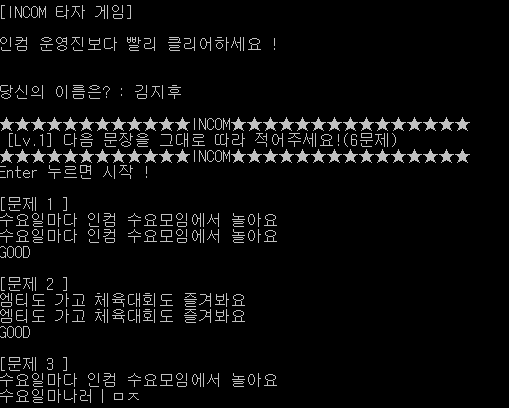 [INCOM 타자 게임]
인컴 운영진보다 빨리 클리어하세요 !
당신의 이름은? : 김지후
★★★★★★★★★★★★INCOM★★★★★★★★★★★★★★★
[Lv.1] 다음 문장을 그대로 따라 적어주세요!(6문제)
★★★★★★★★★★★★INCOM★★★★★★★★★★★★★★★
Enter 누르면 시작 !
[문제 1 ]
수요일마다 인컴 수요모임에서 놀아요
수요일마다 인컴 수요모임에서 놀아요
GOOD
[문제 2 ]
엠티도 가고 체육대회도 즐겨봐요
엠티도 가고 체육대회도 즐겨봐요
GOOD
[문제 3 ]
수요일마다 인컴 수요모임에서 놀아요
수요일마나러ㅣㅁㅈ